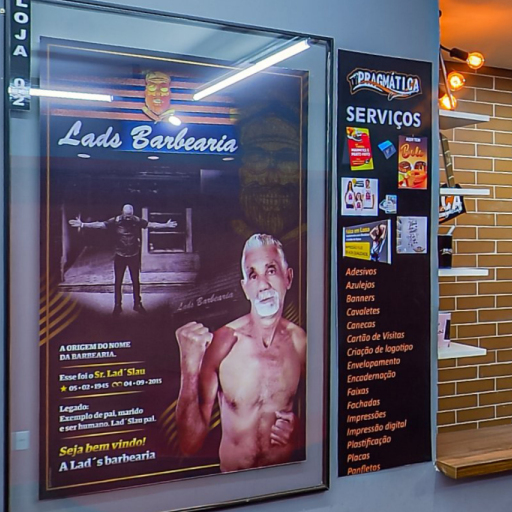 LOJA 02
Lads Barbearia
Lads Barbearia
A ORIGEM DO NOME
DA BARBEARIA.
Esse foi o Sr. Lad´Slau
05•02•1945 04•09•2015
Legado:
Exemplo de pai, marido
e ser humano. Lad´Slau pai.
Seja bem vindo!
A Lad´s barbearia
PRAGMÁTICA
SERVIÇOS
Adesivos
Azulejos
Banners
Cavaletes
Canecas
Cartão de Visitas
Criação de logotipo
Envelopamento
Encadernação
Faixas
Fachadas
Impressões
Impressão digital
Plastificação
Placas
Panfletos